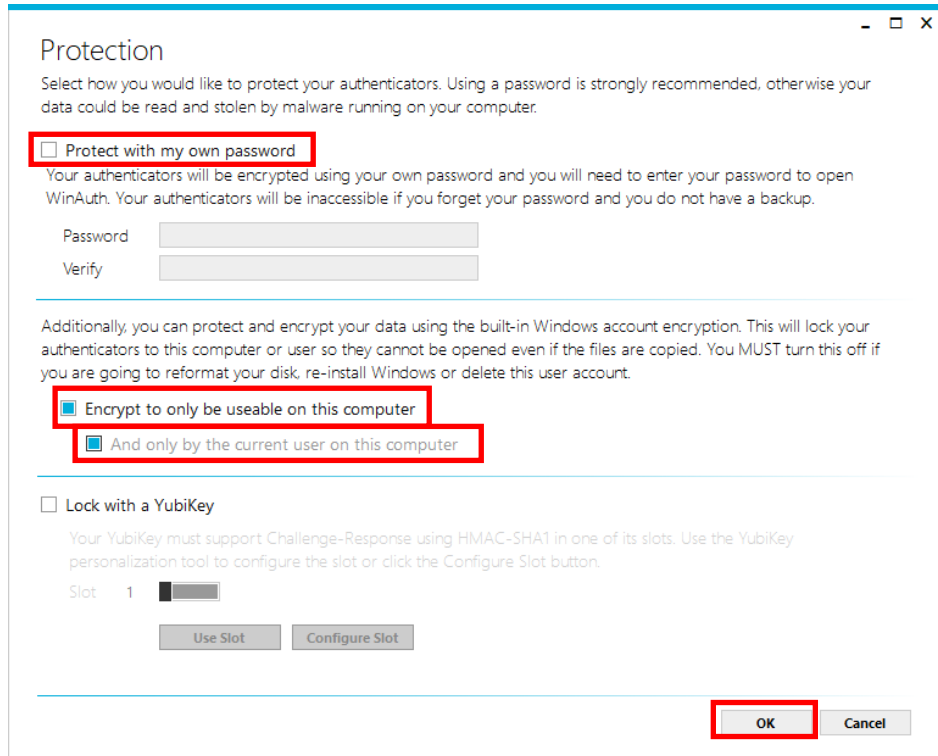 Protection
Select how you would like to protect your authenticators. Using a password is strongly recommended, otherwise your
data could be read and stolen by malware running on your computer.
Protect with my own password
Your authenticators will be encrypted using your own password and you will need to enter your password to open
WinAuth. Your authenticators will be inaccessible if you forget your password and you do not have a backup.
Password
Verify
Additionally, you can protect and encrypt your data using the built-in Windows account encryption. This will lock your
authenticators to this computer or user so they cannot be opened even if the files are copied. You MUST turn this off if
you are going to reformat your disk, re-install Windows or delete this user account.
Encrypt to only be useable on this computer
And only by the current user on this computer
Lock with a YubiKey
Your YubiKey must support Challenge-Response using HMAC-SHA1 in one of its slots. Use the YubiKey
personalization tool to configure the slot or click the Configure Slot button.
Slot 1
Use Slot Configure Slot
OK Cancel